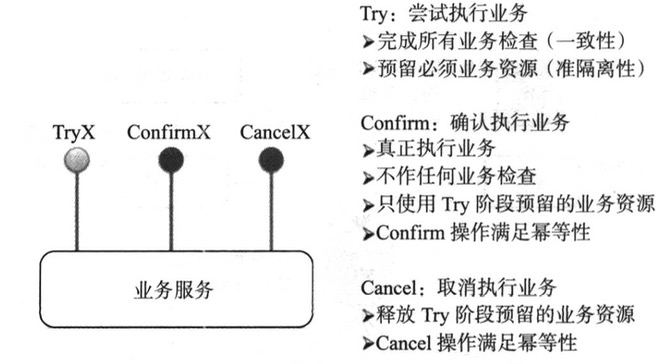 Try：尝试执行业务
➤完成所有业务检查（一致性）
➤预留必须业务资源（准隔离性）
TryX ConfirmX CancelX
Confirm：确认执行业务
➤真正执行业务
➤不作任何业务检查
➤只使用 Try 阶段预留的业务资源
➤Confirm 操作满足幂等性
业务服务
Cancel：取消执行业务
➤释放 Try 阶段预留的业务资源
➤Cancel 操作满足幂等性